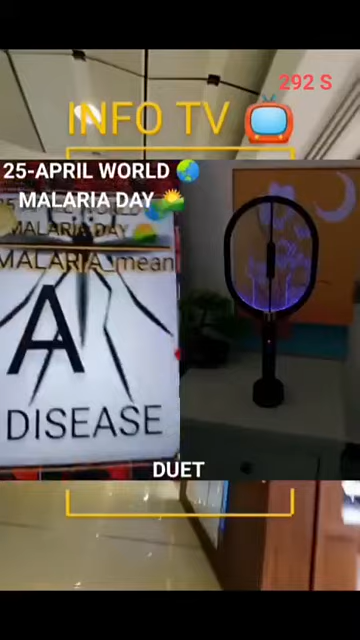 292 S
INFO TV 📺
25-APRIL WORLD 🌍
MALARIA DAY 🌄
MALARIA DAY
MALARIA mean
A
DISEASE
DUET